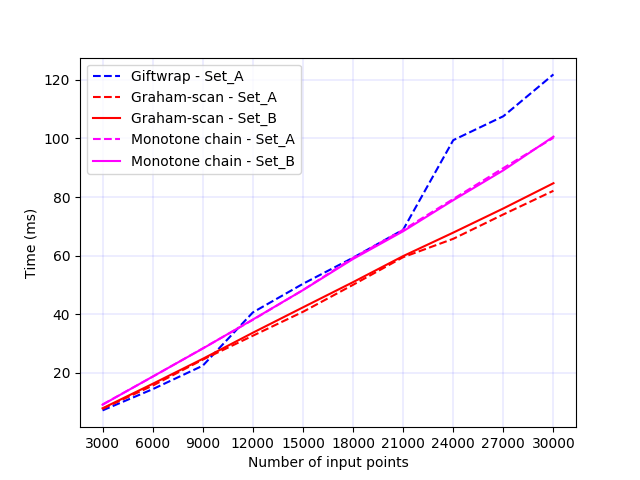 Giftwrap - Set_A
Graham-scan - Set_A
Graham-scan - Set_B
Monotone chain - Set_A
Monotone chain - Set_B
120
100
80
60
40
20
Time (ms)
3000 6000 9000 12000 15000 18000 21000 24000 27000 30000
Number of input points